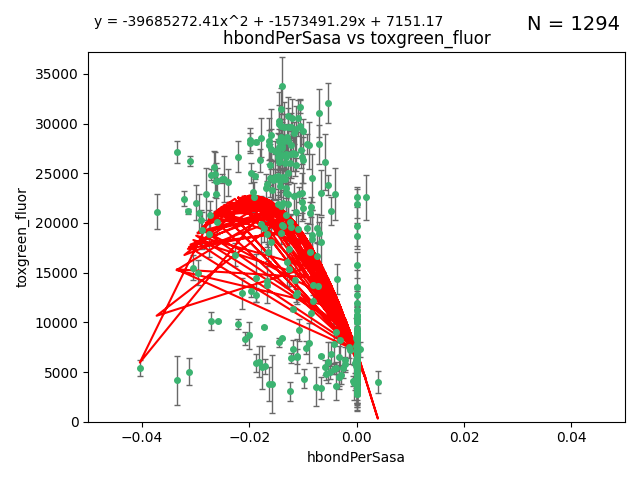 y = -39685272.41x^2 + -1573491.29x + 7151.17
N = 1294
hbondPerSasa vs toxgreen_fluor
35000
30000
25000
20000
15000
10000
5000
0
toxgreen_fluor
−0.04
−0.02
0.00
0.02
0.04
hbondPerSasa